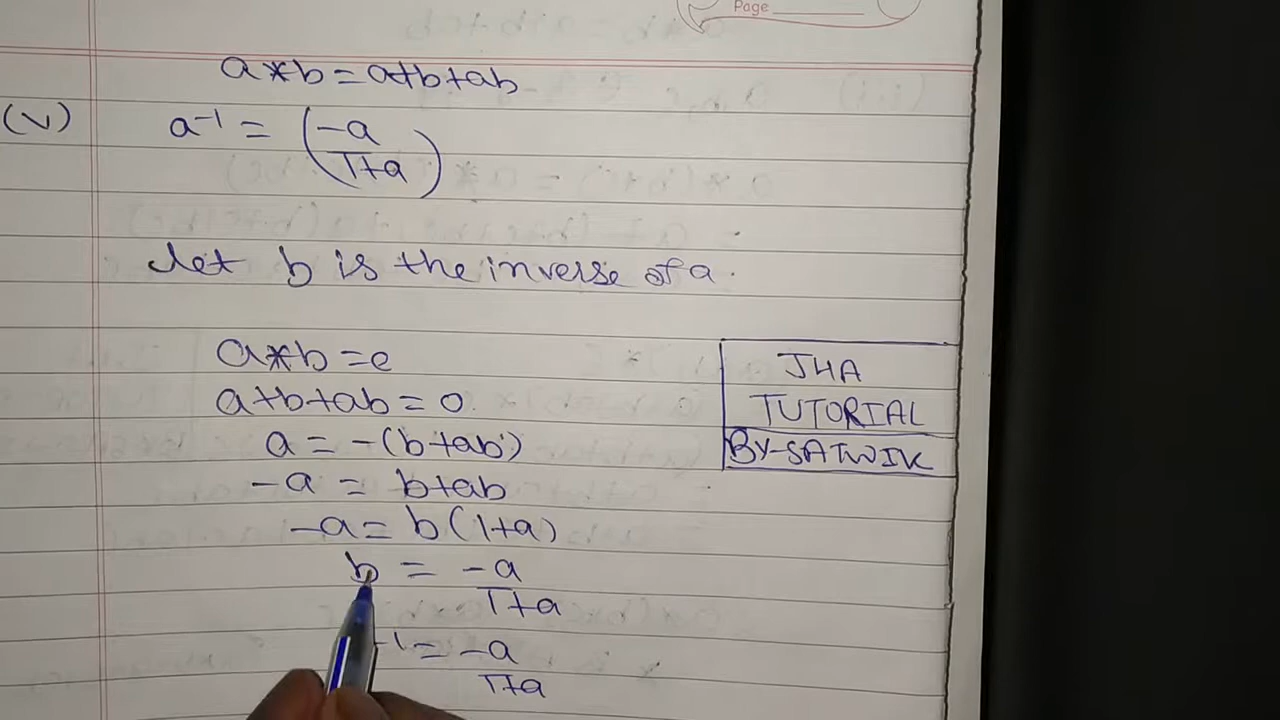 Page
a*b=a+b+ab
(v) a⁻¹ = (-a/1+a)
let b is the inverse of a.
a*b=e
a+b+ab=0.
a=-(b+ab)
-a = b+ab
-a= b(1+a)
b = -a/1+a
⁻¹= -a/1+a
JHA
TUTORIAL
BY-SATWIK